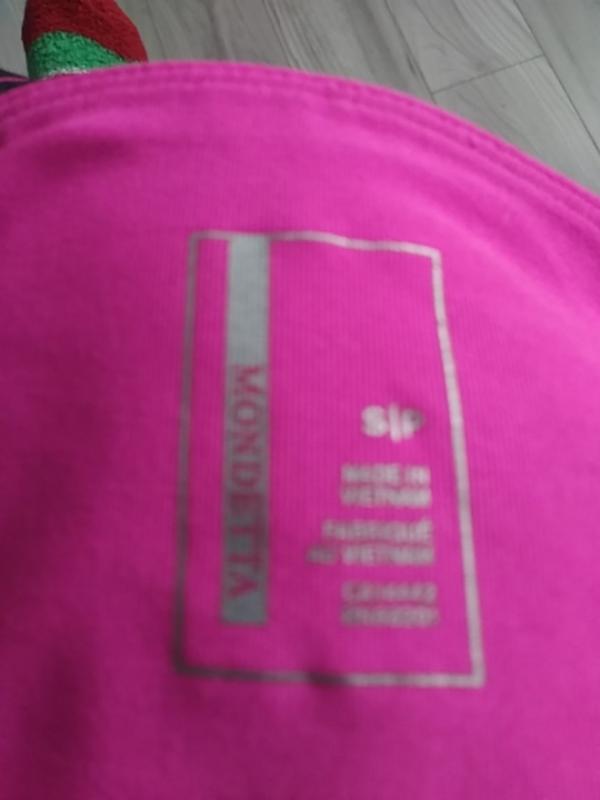 MONDETTA
S|P
MADE IN
VIETNAM
FABRIQUÉ
AU VIETNAM